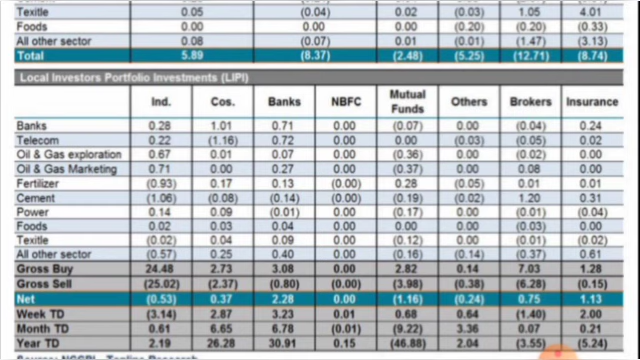 Texitle 0.05 (0.04) 0.02 (0.03) 1.05 4.01
Foods 0.00 0.00 0.00 (0.20) (0.20) (0.33)
All other sector 0.08 (0.07) 0.01 (0.01) (1.47) (3.13)
Total 5.89 (8.37) (2.48) (5.25) (12.71) (8.74)
Local Investors Portfolio Investments (LIPI)
Ind. Cos. Banks NBFC Mutual Funds Others Brokers Insurance
Banks 0.28 1.01 0.71 0.00 (0.07) 0.00 (0.04) 0.24
Telecom 0.22 (1.16) 0.72 0.00 0.00 (0.03) (0.05) 0.02
Oil & Gas exploration 0.67 0.01 0.07 0.00 (0.36) 0.00 (0.02) 0.00
Oil & Gas Marketing 0.71 0.00 0.27 0.00 (0.37) 0.00 0.08 0.00
Fertilizer (0.93) 0.17 0.13 (0.00) 0.28 (0.05) 0.01 0.01
Cement (1.06) (0.08) (0.14) (0.00) (0.19) (0.02) 1.20 0.31
Power 0.14 0.09 (0.01) 0.00 (0.17) 0.00 (0.01) (0.04)
Foods 0.02 0.03 0.04 0.00 0.00 0.00 (0.03) 0.00
Texitle (0.02) 0.04 0.09 0.00 (0.12) 0.00 (0.01) (0.02)
All other sector (0.57) 0.25 0.40 0.00 (0.16) (0.14) (0.37) 0.61
Gross Buy 24.48 2.73 3.08 0.00 2.82 0.14 7.03 1.28
Gross Sell (25.02) (2.37) (0.80) 0.00 (3.98) (0.38) (6.28) (0.15)
Net (0.53) 0.37 2.28 0.00 (1.16) (0.24) 0.75 1.13
Week TD (3.14) 2.87 3.23 0.01 0.68 0.64 (1.40) 2.00
Month TD 0.61 6.65 6.78 (0.01) (9.22) 3.36 0.07 0.21
Year TD 2.19 26.28 30.91 0.15 (46.88) 2.04 (3.55) (5.24)